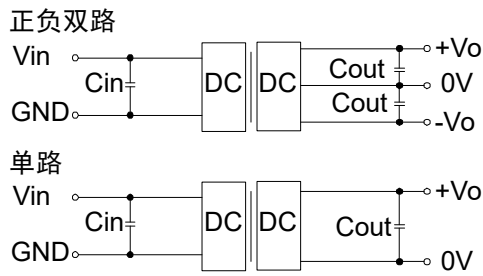 正负双路
Vin Cin DC DC Cout +Vo
Cout 0V
GND -Vo
单路
Vin Cin DC DC Cout +Vo
GND 0V